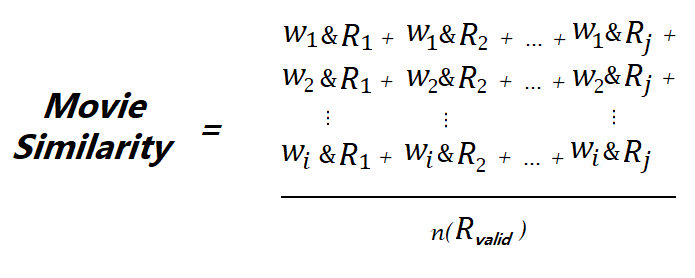 w₁&R₁ + w₁&R₂ + ... + w₁&Rⱼ +
w₂&R₁ + w₂&R₂ + ... + w₂&Rⱼ +
Movie
Similarity =
⋮ ⋮ ⋮
wᵢ&R₁ + wᵢ&R₂ + ... + wᵢ&Rⱼ
n(R_valid)